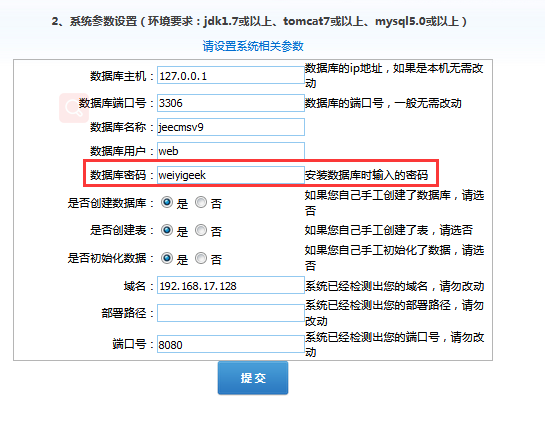 2、系统参数设置（环境要求：jdk1.7或以上、tomcat7或以上、mysql5.0或以上）
请设置系统相关参数
数据库主机： 127.0.0.1 数据库的ip地址，如果是本机无需改动
数据库端口号： 3306 数据库的端口号，一般无需改动
数据库名称： jeecmsv9
数据库用户： web
数据库密码： weiyigeek 安装数据库时输入的密码
是否创建数据库： 是 否 如果您自己手工创建了数据库，请选否
是否创建表： 是 否 如果您自己手工创建了表，请选否
是否初始化数据： 是 否 如果您自己手工初始化了数据，请选否
域名： 192.168.17.128 系统已经检测出您的域名，请勿改动
部署路径： 系统已经检测出您的部署路径，请勿改动
端口号： 8080 系统已经检测出您的端口号，请勿改动
提 交